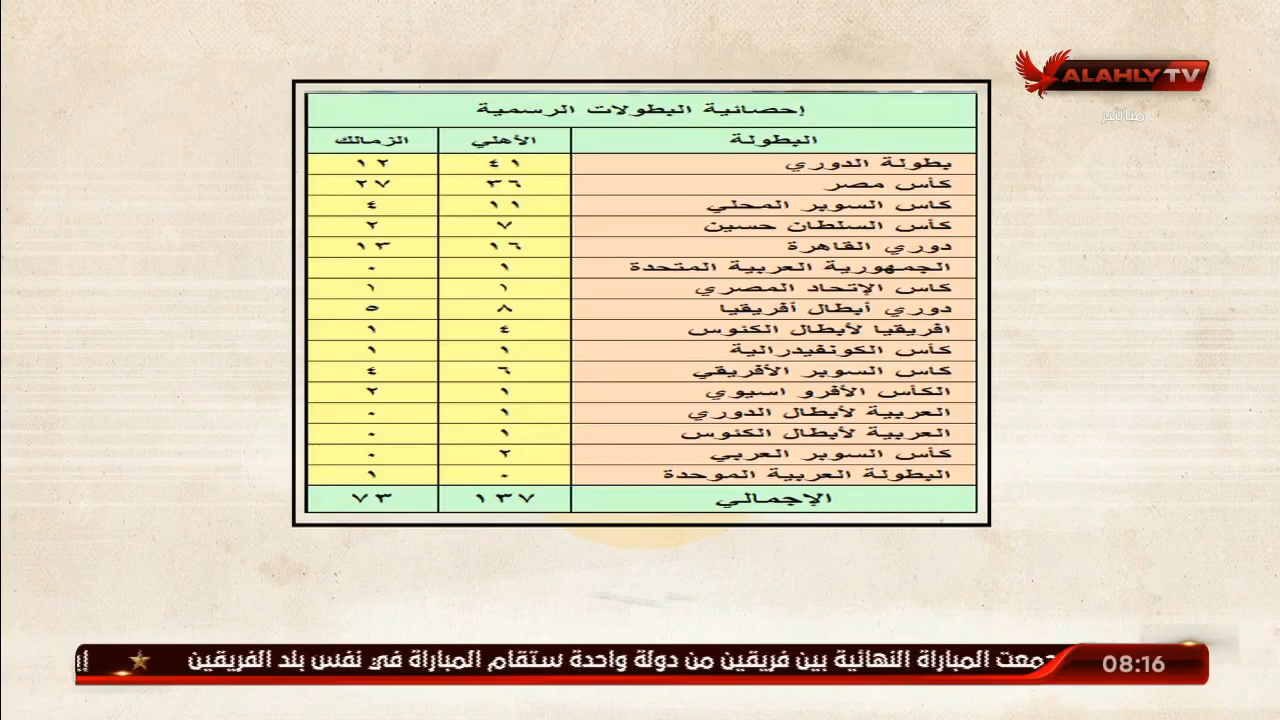 ALAHLY TV
مباشر
إحصائية البطولات الرسمية
البطولة الأهلي الزمالك
بطولة الدوري ٤١ ١٢
كأس مصر ٣٦ ٢٧
كاس السوبر المحلي ١١ ٤
كأس السلطان حسين ٧ ٢
دوري القاهرة ١٦ ١٣
الجمهورية العربية المتحدة ١ ٠
كاس الإتحاد المصري ١ ١
دوري أبطال أفريقيا ٨ ٥
افريقيا لأبطال الكئوس ٤ ١
كأس الكونفيدرالية ١ ١
كاس السوبر الأفريقي ٦ ٤
الكأس الأفرو اسيوي ١ ٢
العربية لأبطال الدوري ١ ٠
العربية لأبطال الكئوس ١ ٠
كأس السوبر العربي ٢ ٠
البطولة العربية الموحدة ٠ ١
الإجمالي ١٣٧ ٧٣
08:16
جمعت المباراة النهائية بين فريقين من دولة واحدة ستقام المباراة في نفس بلد الفريقين